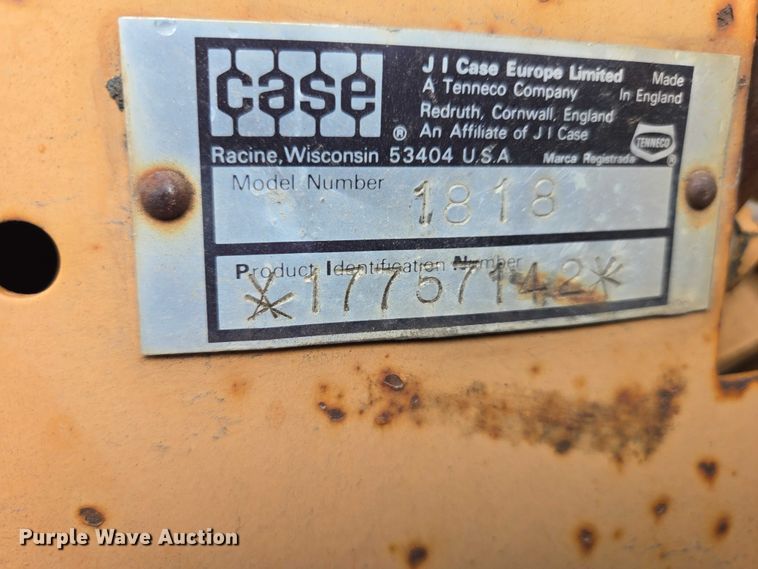 case
®
J I Case Europe Limited
A Tenneco Company
Redruth, Cornwall, England
An Affiliate of J I Case
Made
In England
Racine, Wisconsin 53404 U.S.A.
Marca Registrada
TENNECO
®
Model Number
1818
Product Identification Number
*17757142*
Purple Wave Auction